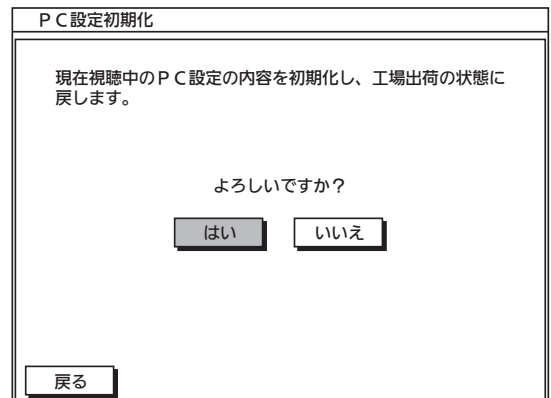 ＰＣ設定初期化
現在視聴中のＰＣ設定の内容を初期化し、工場出荷の状態に
戻します。
よろしいですか？
はい　いいえ
戻る